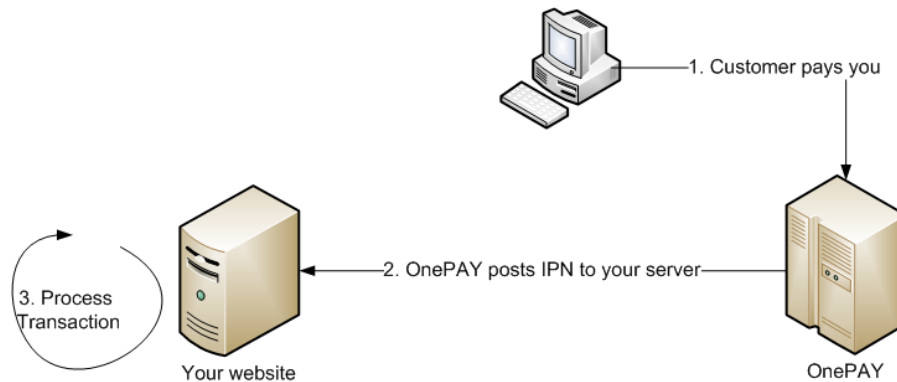 1. Customer pays you
2. OnePAY posts IPN to your server
3. Process
Transaction
Your website
OnePAY